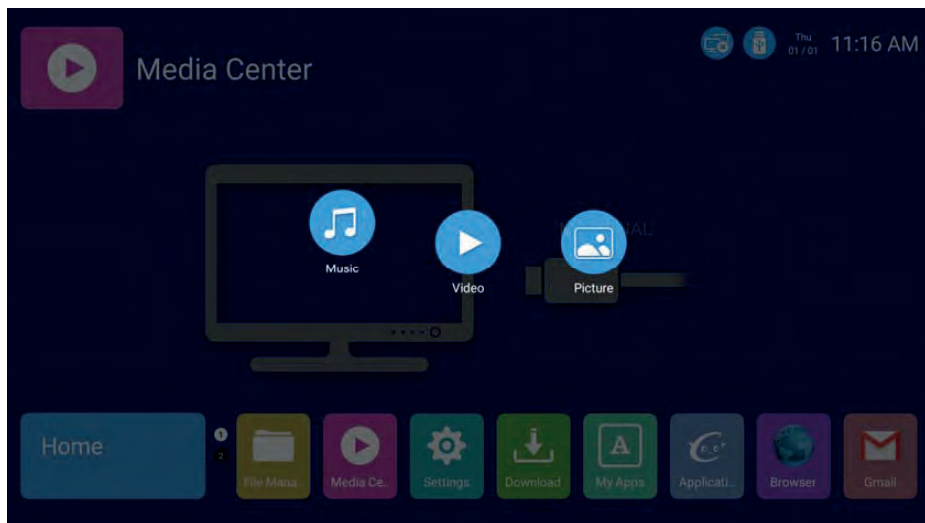 Media Center
Thu
01 / 01
11:16 AM
Music
Video
Picture
Home
1
2
File Mana..
Media Ce..
Settings
Download
A
My Apps
Applicati..
Browser
Gmail